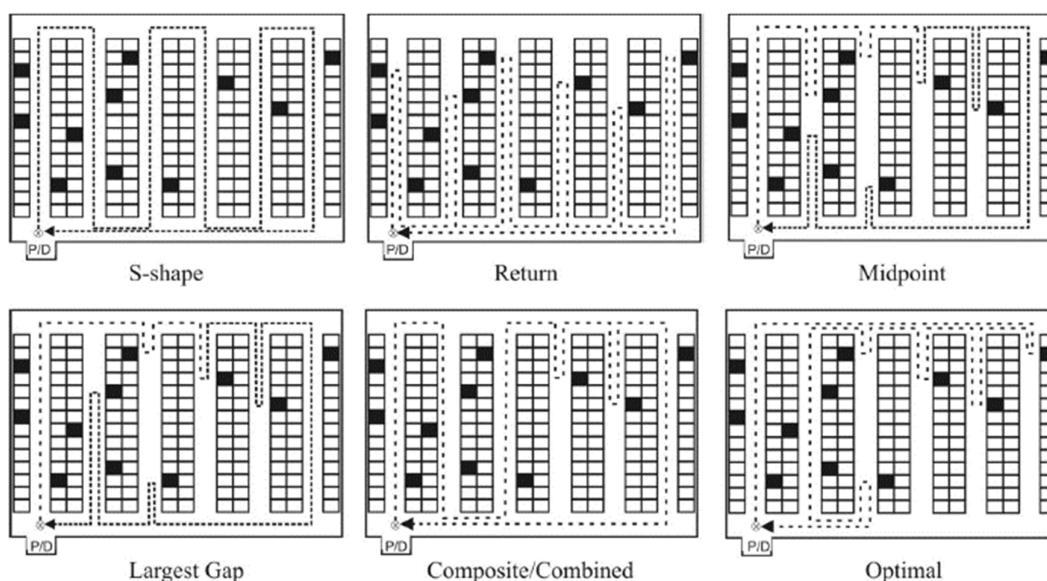 P/D
S-shape
P/D
Return
P/D
Midpoint
P/D
Largest Gap
P/D
Composite/Combined
P/D
Optimal